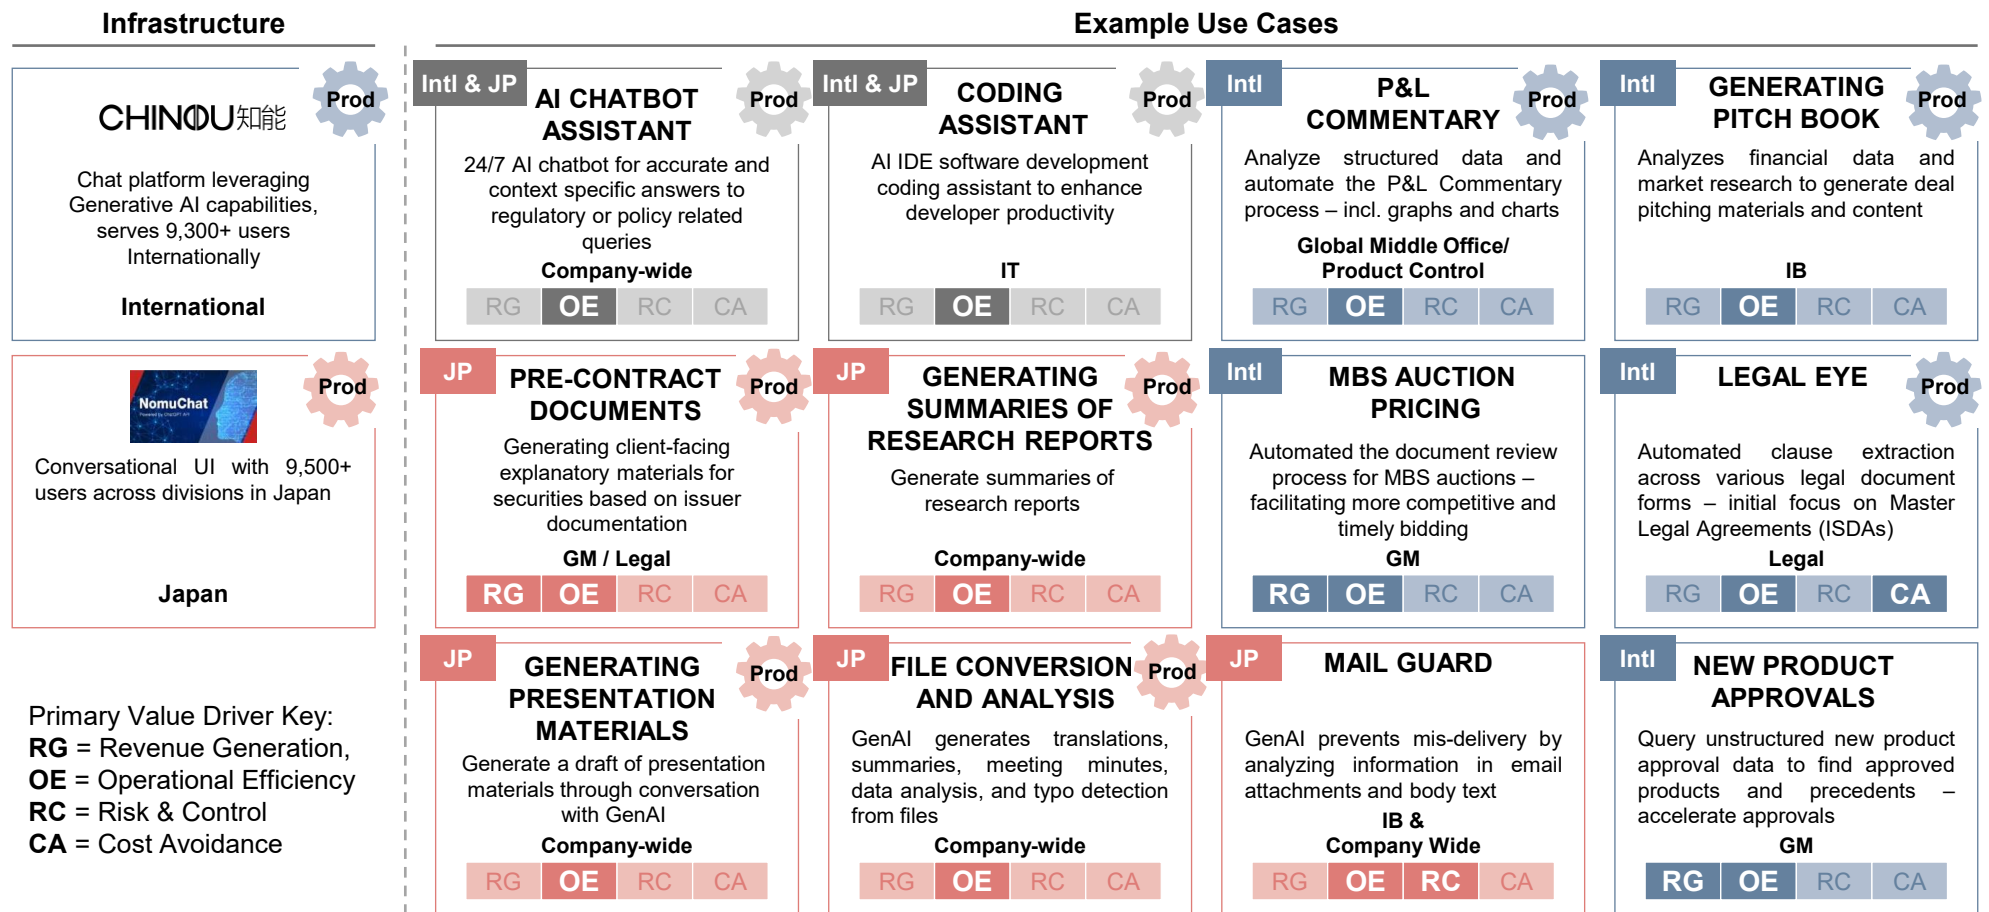 Infrastructure
Example Use Cases
CHINOU知能
Prod
Chat platform leveraging
Generative AI capabilities,
serves 9,300+ users
Internationally
International
NomuChat
Prod
Conversational UI with 9,500+
users across divisions in Japan
Japan
Primary Value Driver Key:
RG = Revenue Generation,
OE = Operational Efficiency
RC = Risk & Control
CA = Cost Avoidance
Intl & JP
AI CHATBOT
ASSISTANT
Prod
24/7 AI chatbot for accurate and
context specific answers to
regulatory or policy related
queries
Company-wide
RG OE RC CA
Intl & JP
CODING
ASSISTANT
Prod
AI IDE software development
coding assistant to enhance
developer productivity
IT
RG OE RC CA
Intl
P&L
COMMENTARY
Prod
Analyze structured data and
automate the P&L Commentary
process – incl. graphs and charts
Global Middle Office/
Product Control
RG OE RC CA
Intl
GENERATING
PITCH BOOK
Prod
Analyzes financial data and
market research to generate deal
pitching materials and content
IB
RG OE RC CA
JP
PRE-CONTRACT
DOCUMENTS
Prod
Generating client-facing
explanatory materials for
securities based on issuer
documentation
GM / Legal
RG OE RC CA
JP
GENERATING
SUMMARIES OF
RESEARCH REPORTS
Prod
Generate summaries of
research reports
Company-wide
RG OE RC CA
Intl
MBS AUCTION
PRICING
Automated the document review
process for MBS auctions –
facilitating more competitive and
timely bidding
GM
RG OE RC CA
Intl
LEGAL EYE
Prod
Automated clause extraction
across various legal document
forms – initial focus on Master
Legal Agreements (ISDAs)
Legal
RG OE RC CA
JP
GENERATING
PRESENTATION
MATERIALS
Prod
Generate a draft of presentation
materials through conversation
with GenAI
Company-wide
RG OE RC CA
JP
FILE CONVERSION
AND ANALYSIS
Prod
GenAI generates translations,
summaries, meeting minutes,
data analysis, and typo detection
from files
Company-wide
RG OE RC CA
JP
MAIL GUARD
GenAI prevents mis-delivery by
analyzing information in email
attachments and body text
IB &
Company Wide
RG OE RC CA
Intl
NEW PRODUCT
APPROVALS
Query unstructured new product
approval data to find approved
products and precedents –
accelerate approvals
GM
RG OE RC CA